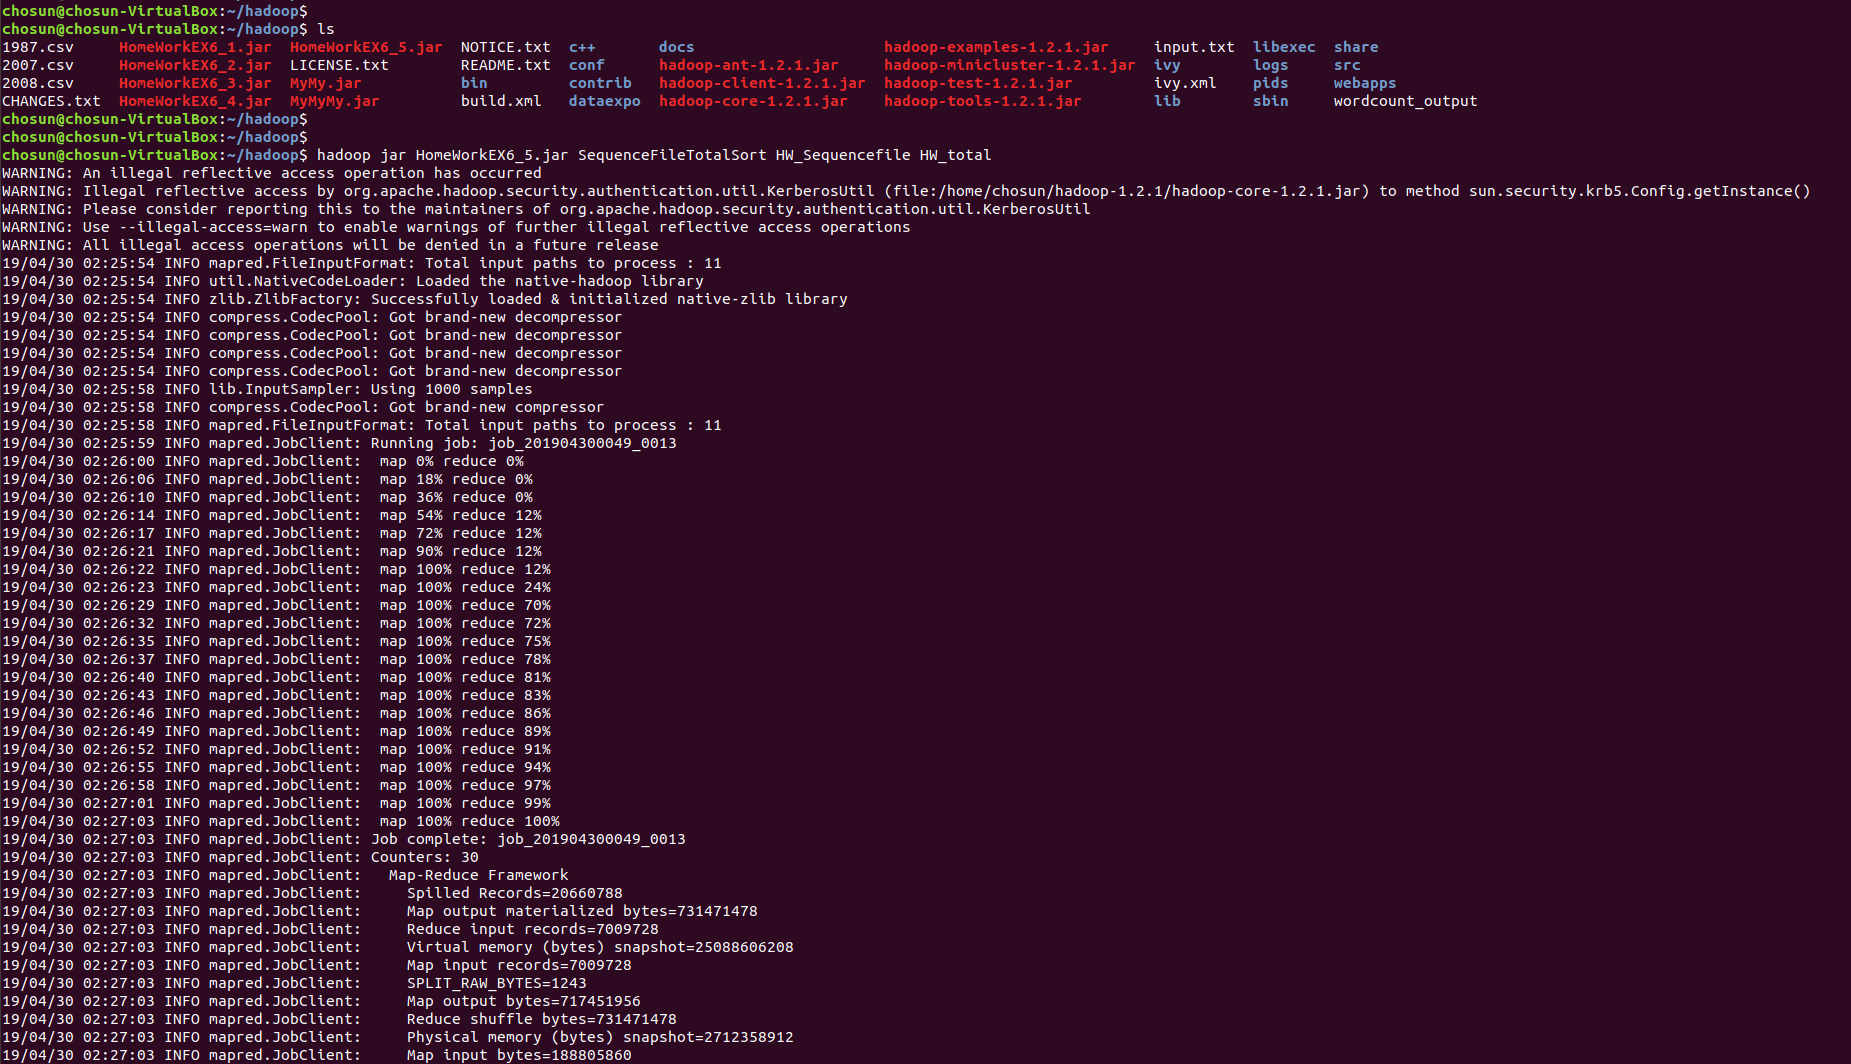 chosun@chosun-VirtualBox:~/hadoop$
chosun@chosun-VirtualBox:~/hadoop$ ls
1987.csv     HomeWorkEX6_1.jar  HomeWorkEX6_5.jar  NOTICE.txt  c++       docs                     hadoop-examples-1.2.1.jar     input.txt  libexec  share
2007.csv     HomeWorkEX6_2.jar  LICENSE.txt        README.txt  conf      hadoop-ant-1.2.1.jar     hadoop-minicluster-1.2.1.jar  ivy        logs     src
2008.csv     HomeWorkEX6_3.jar  MyMy.jar           bin         contrib   hadoop-client-1.2.1.jar  hadoop-test-1.2.1.jar         ivy.xml    pids     webapps
CHANGES.txt  HomeWorkEX6_4.jar  MyMyMy.jar         build.xml   dataexpo  hadoop-core-1.2.1.jar    hadoop-tools-1.2.1.jar        lib        sbin     wordcount_output
chosun@chosun-VirtualBox:~/hadoop$
chosun@chosun-VirtualBox:~/hadoop$
chosun@chosun-VirtualBox:~/hadoop$ hadoop jar HomeWorkEX6_5.jar SequenceFileTotalSort HW_Sequencefile HW_total
WARNING: An illegal reflective access operation has occurred
WARNING: Illegal reflective access by org.apache.hadoop.security.authentication.util.KerberosUtil (file:/home/chosun/hadoop-1.2.1/hadoop-core-1.2.1.jar) to method sun.security.krb5.Config.getInstance()
WARNING: Please consider reporting this to the maintainers of org.apache.hadoop.security.authentication.util.KerberosUtil
WARNING: Use --illegal-access=warn to enable warnings of further illegal reflective access operations
WARNING: All illegal access operations will be denied in a future release
19/04/30 02:25:54 INFO mapred.FileInputFormat: Total input paths to process : 11
19/04/30 02:25:54 INFO util.NativeCodeLoader: Loaded the native-hadoop library
19/04/30 02:25:54 INFO zlib.ZlibFactory: Successfully loaded & initialized native-zlib library
19/04/30 02:25:54 INFO compress.CodecPool: Got brand-new decompressor
19/04/30 02:25:54 INFO compress.CodecPool: Got brand-new decompressor
19/04/30 02:25:54 INFO compress.CodecPool: Got brand-new decompressor
19/04/30 02:25:54 INFO compress.CodecPool: Got brand-new decompressor
19/04/30 02:25:58 INFO lib.InputSampler: Using 1000 samples
19/04/30 02:25:58 INFO compress.CodecPool: Got brand-new compressor
19/04/30 02:25:58 INFO mapred.FileInputFormat: Total input paths to process : 11
19/04/30 02:25:59 INFO mapred.JobClient: Running job: job_201904300049_0013
19/04/30 02:26:00 INFO mapred.JobClient:  map 0% reduce 0%
19/04/30 02:26:06 INFO mapred.JobClient:  map 18% reduce 0%
19/04/30 02:26:10 INFO mapred.JobClient:  map 36% reduce 0%
19/04/30 02:26:14 INFO mapred.JobClient:  map 54% reduce 12%
19/04/30 02:26:17 INFO mapred.JobClient:  map 72% reduce 12%
19/04/30 02:26:21 INFO mapred.JobClient:  map 90% reduce 12%
19/04/30 02:26:22 INFO mapred.JobClient:  map 100% reduce 12%
19/04/30 02:26:23 INFO mapred.JobClient:  map 100% reduce 24%
19/04/30 02:26:29 INFO mapred.JobClient:  map 100% reduce 70%
19/04/30 02:26:32 INFO mapred.JobClient:  map 100% reduce 72%
19/04/30 02:26:35 INFO mapred.JobClient:  map 100% reduce 75%
19/04/30 02:26:37 INFO mapred.JobClient:  map 100% reduce 78%
19/04/30 02:26:40 INFO mapred.JobClient:  map 100% reduce 81%
19/04/30 02:26:43 INFO mapred.JobClient:  map 100% reduce 83%
19/04/30 02:26:46 INFO mapred.JobClient:  map 100% reduce 86%
19/04/30 02:26:49 INFO mapred.JobClient:  map 100% reduce 89%
19/04/30 02:26:52 INFO mapred.JobClient:  map 100% reduce 91%
19/04/30 02:26:55 INFO mapred.JobClient:  map 100% reduce 94%
19/04/30 02:26:58 INFO mapred.JobClient:  map 100% reduce 97%
19/04/30 02:27:01 INFO mapred.JobClient:  map 100% reduce 99%
19/04/30 02:27:03 INFO mapred.JobClient:  map 100% reduce 100%
19/04/30 02:27:03 INFO mapred.JobClient: Job complete: job_201904300049_0013
19/04/30 02:27:03 INFO mapred.JobClient: Counters: 30
19/04/30 02:27:03 INFO mapred.JobClient:   Map-Reduce Framework
19/04/30 02:27:03 INFO mapred.JobClient:     Spilled Records=20660788
19/04/30 02:27:03 INFO mapred.JobClient:     Map output materialized bytes=731471478
19/04/30 02:27:03 INFO mapred.JobClient:     Reduce input records=7009728
19/04/30 02:27:03 INFO mapred.JobClient:     Virtual memory (bytes) snapshot=25088606208
19/04/30 02:27:03 INFO mapred.JobClient:     Map input records=7009728
19/04/30 02:27:03 INFO mapred.JobClient:     SPLIT_RAW_BYTES=1243
19/04/30 02:27:03 INFO mapred.JobClient:     Map output bytes=717451956
19/04/30 02:27:03 INFO mapred.JobClient:     Reduce shuffle bytes=731471478
19/04/30 02:27:03 INFO mapred.JobClient:     Physical memory (bytes) snapshot=2712358912
19/04/30 02:27:03 INFO mapred.JobClient:     Map input bytes=188805860